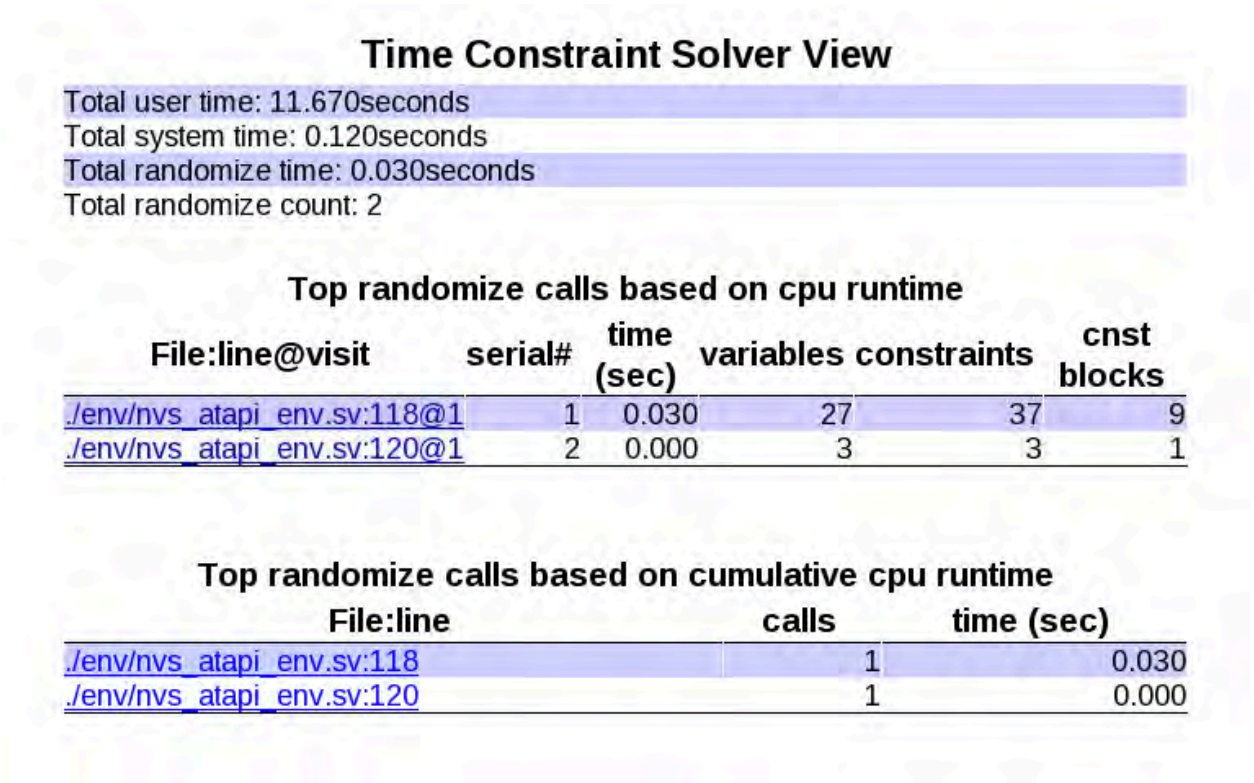 Time Constraint Solver View
Total user time: 11.670seconds
Total system time: 0.120seconds
Total randomize time: 0.030seconds
Total randomize count: 2
Top randomize calls based on cpu runtime
File:line@visit serial# time (sec) variables constraints cnst blocks
./env/nvs_atapi_env.sv:118@1 1 0.030 27 37 9
./env/nvs_atapi_env.sv:120@1 2 0.000 3 3 1
Top randomize calls based on cumulative cpu runtime
File:line calls time (sec)
./env/nvs_atapi_env.sv:118 1 0.030
./env/nvs_atapi_env.sv:120 1 0.000